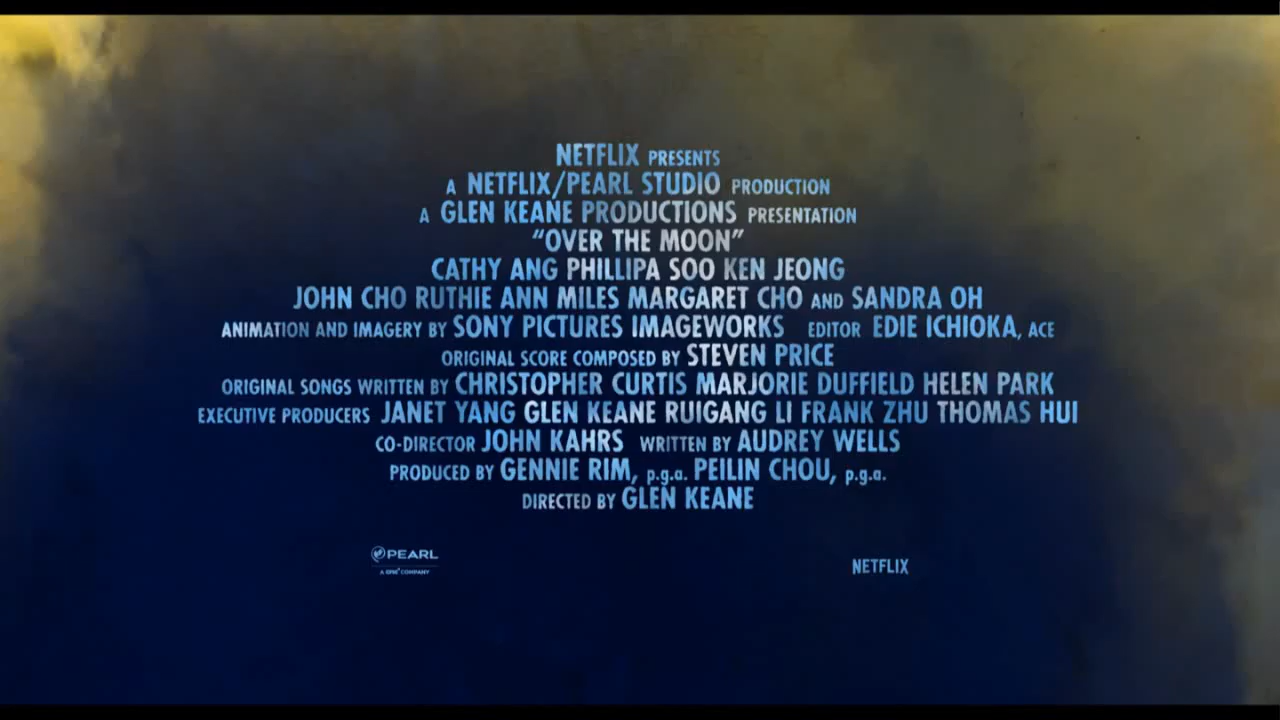 NETFLIX PRESENTS
A NETFLIX/PEARL STUDIO PRODUCTION
A GLEN KEANE PRODUCTIONS PRESENTATION
“OVER THE MOON”
CATHY ANG PHILLIPA SOO KEN JEONG
JOHN CHO RUTHIE ANN MILES MARGARET CHO AND SANDRA OH
ANIMATION AND IMAGERY BY SONY PICTURES IMAGEWORKS EDITOR EDIE ICHIOKA, ACE
ORIGINAL SCORE COMPOSED BY STEVEN PRICE
ORIGINAL SONGS WRITTEN BY CHRISTOPHER CURTIS MARJORIE DUFFIELD HELEN PARK
EXECUTIVE PRODUCERS JANET YANG GLEN KEANE RUIGANG LI FRANK ZHU THOMAS HUI
CO-DIRECTOR JOHN KAHRS WRITTEN BY AUDREY WELLS
PRODUCED BY GENNIE RIM, p.g.a. PEILIN CHOU, p.g.a.
DIRECTED BY GLEN KEANE
PEARL
A COMPANY
NETFLIX